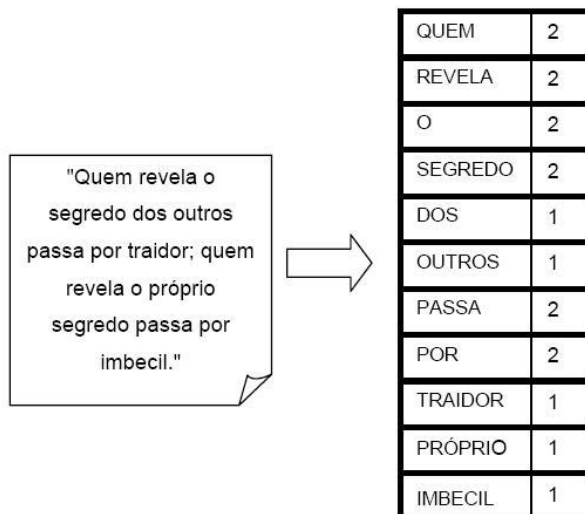 "Quem revela o
segredo dos outros
passa por traidor; quem
revela o próprio
segredo passa por
imbecil."
QUEM 2
REVELA 2
O 2
SEGREDO 2
DOS 1
OUTROS 1
PASSA 2
POR 2
TRAIDOR 1
PRÓPRIO 1
IMBECIL 1